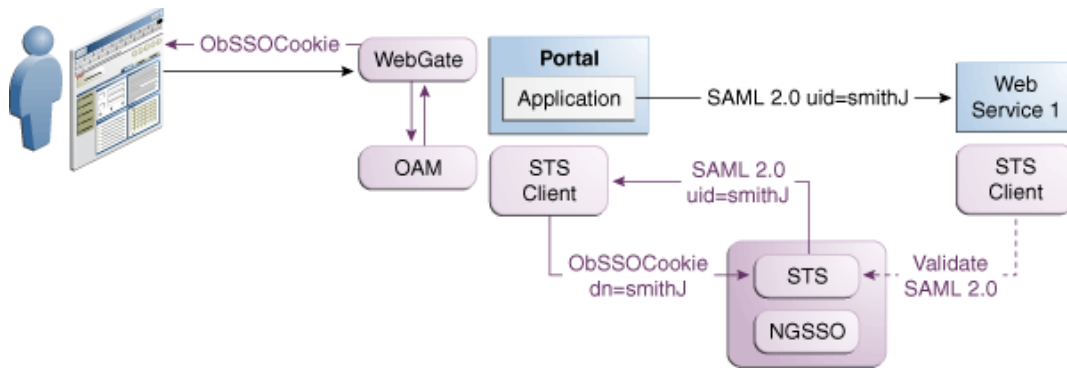 ObSSOCookie
WebGate
OAM
Portal
Application
SAML 2.0 uid=smithJ
Web
Service 1
STS
Client
SAML 2.0
uid=smithJ
STS
Client
ObSSOCookie
dn=smithJ
STS
Validate
SAML 2.0
NGSSO